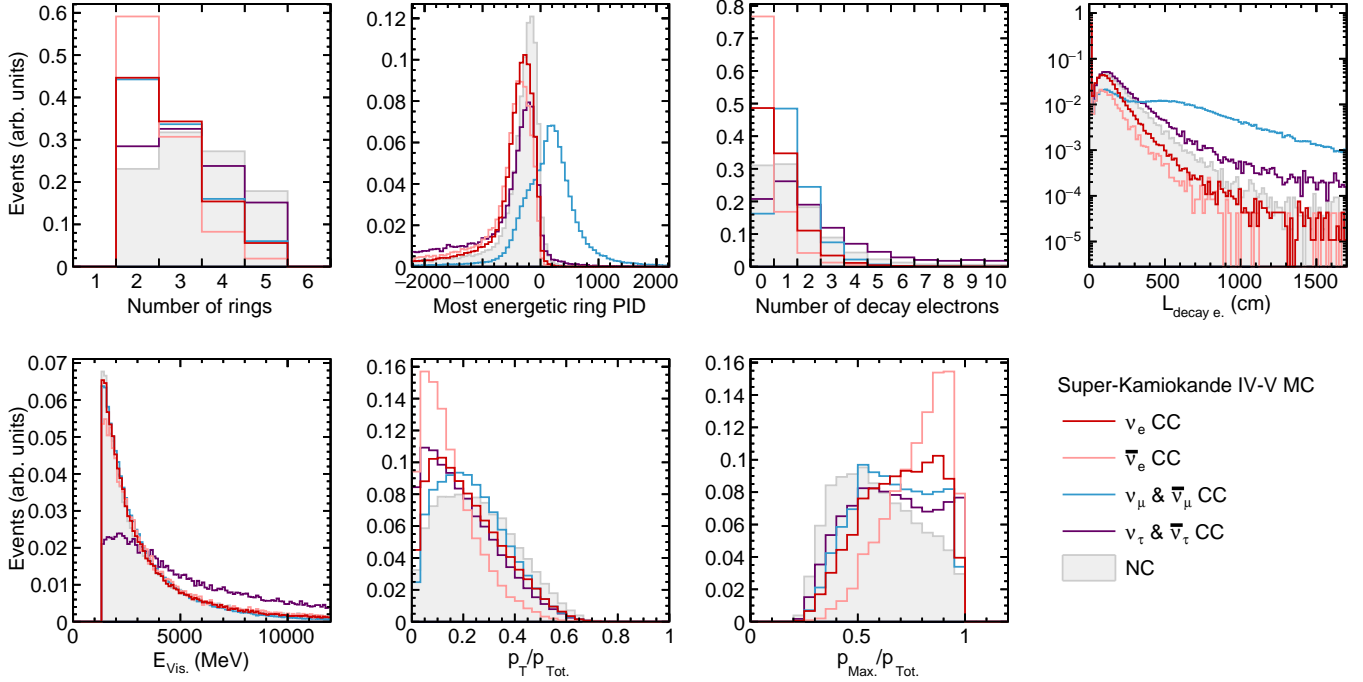 Events (arb. units)
0 0.1 0.2 0.3 0.4 0.5 0.6
1 2 3 4 5 6
Number of rings
0 0.02 0.04 0.06 0.08 0.10 0.12
−2000 −1000 0 1000 2000
Most energetic ring PID
0 0.1 0.2 0.3 0.4 0.5 0.6 0.7 0.8
0 1 2 3 4 5 6 7 8 9 10
Number of decay electrons
1 10⁻¹ 10⁻² 10⁻³ 10⁻⁴ 10⁻⁵
0 500 1000 1500
L_decay e. (cm)
Events (arb. units)
0 0.01 0.02 0.03 0.04 0.05 0.06 0.07
0 5000 10000
E_Vis. (MeV)
0 0.02 0.04 0.06 0.08 0.10 0.12 0.14 0.16
0 0.2 0.4 0.6 0.8 1
p_T/p_Tot.
0 0.02 0.04 0.06 0.08 0.10 0.12 0.14 0.16
0 0.5 1
p_Max./p_Tot.
Super-Kamiokande IV-V MC
ν_e CC
ν̅_e CC
ν_μ & ν̅_μ CC
ν_τ & ν̅_τ CC
NC